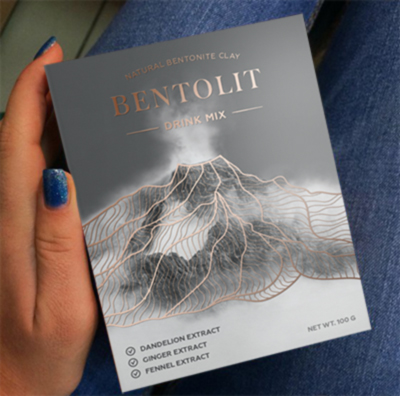 NATURAL BENTONITE CLAY
BENTOLIT
DRINK MIX
DANDELION EXTRACT
GINGER EXTRACT
FENNEL EXTRACT
NET WT. 100 G